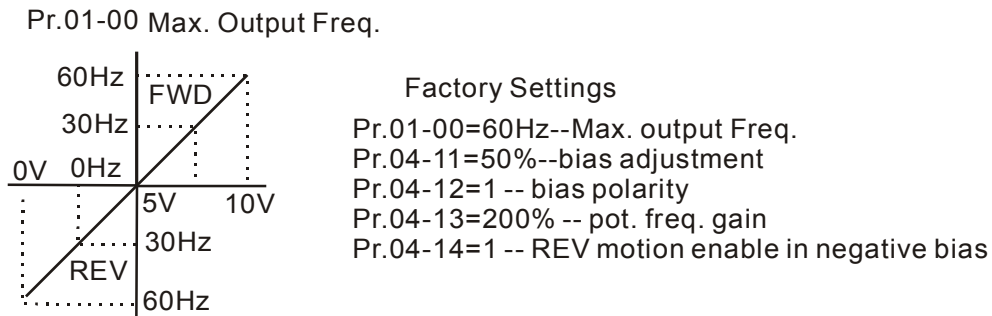 Pr.01-00 Max. Output Freq.
60Hz
FWD
30Hz
0V 0Hz
5V 10V
30Hz
REV
60Hz
Factory Settings
Pr.01-00=60Hz--Max. output Freq.
Pr.04-11=50%--bias adjustment
Pr.04-12=1 -- bias polarity
Pr.04-13=200% -- pot. freq. gain
Pr.04-14=1 -- REV motion enable in negative bias